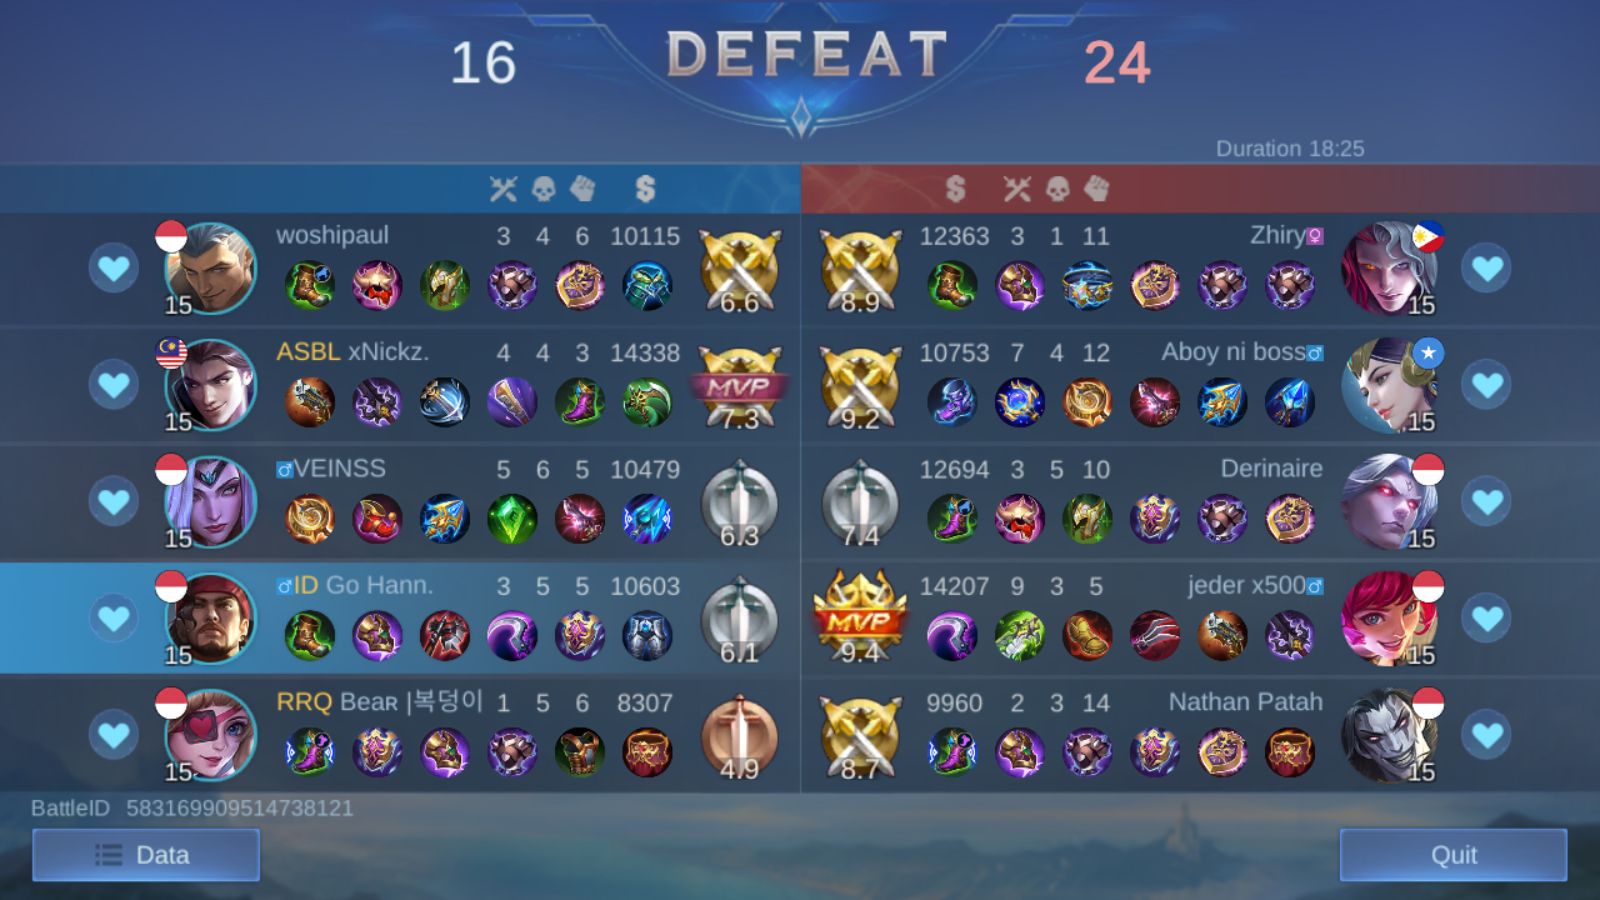 16 DEFEAT 24
Duration 18:25
woshipaul 3 4 6 10115
15 6.6
12363 3 1 11 Zhiry♀
8.9 15
ASBL xNickz. 4 4 3 14338
MVP
15 7.3
10753 7 4 12 Aboy ni boss♂
9.2 15
♂VEINSS 5 6 5 10479
15 6.3
12694 3 5 10 Derinaire
7.4 15
♂ID Go Hann. 3 5 5 10603
15 6.1
14207 9 3 5 jeder x500♂
MVP
9.4 15
RRQ Beaʀ |복덩이 1 5 6 8307
15 4.9
9960 2 3 14 Nathan Patah
8.7 15
BattleID 583169909514738121
Data
Quit